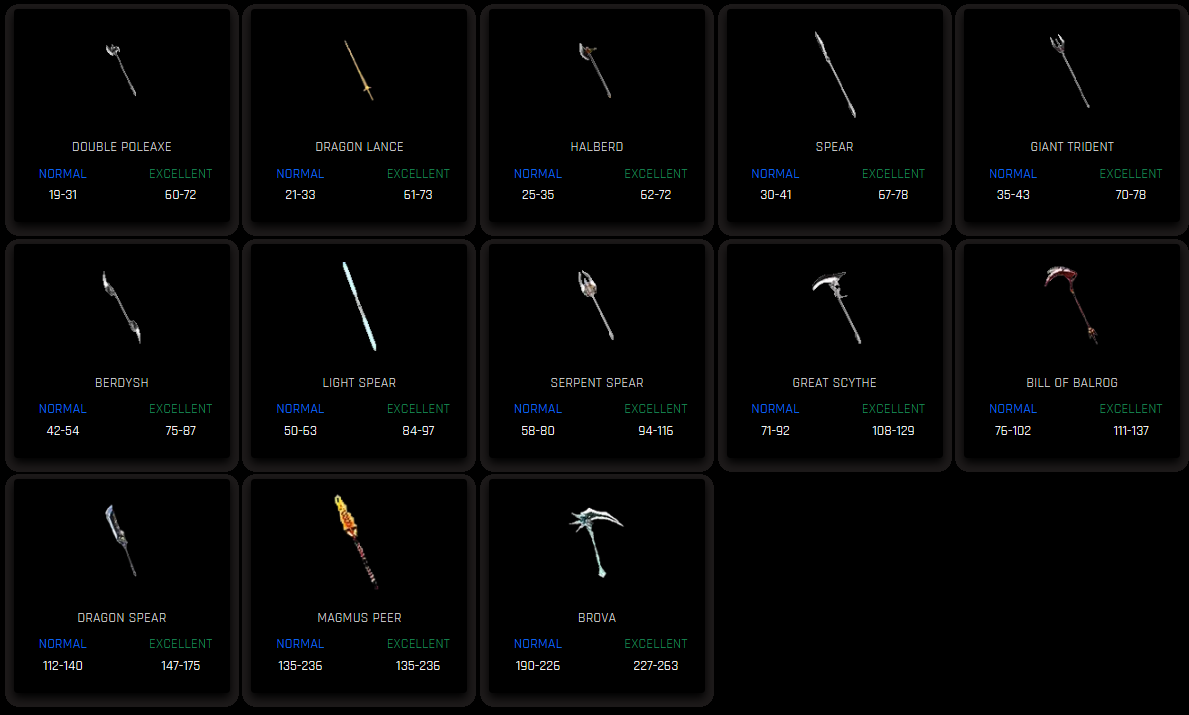 DOUBLE POLEAXE
NORMAL EXCELLENT
19-31 60-72
DRAGON LANCE
NORMAL EXCELLENT
21-33 61-73
HALBERD
NORMAL EXCELLENT
25-35 62-72
SPEAR
NORMAL EXCELLENT
30-41 67-78
GIANT TRIDENT
NORMAL EXCELLENT
35-43 70-78
BERDYSH
NORMAL EXCELLENT
42-54 75-87
LIGHT SPEAR
NORMAL EXCELLENT
50-63 84-97
SERPENT SPEAR
NORMAL EXCELLENT
58-80 94-116
GREAT SCYTHE
NORMAL EXCELLENT
71-92 108-129
BILL OF BALROG
NORMAL EXCELLENT
76-102 111-137
DRAGON SPEAR
NORMAL EXCELLENT
112-140 147-175
MAGMUS PEER
NORMAL EXCELLENT
135-236 135-236
BROVA
NORMAL EXCELLENT
190-226 227-263